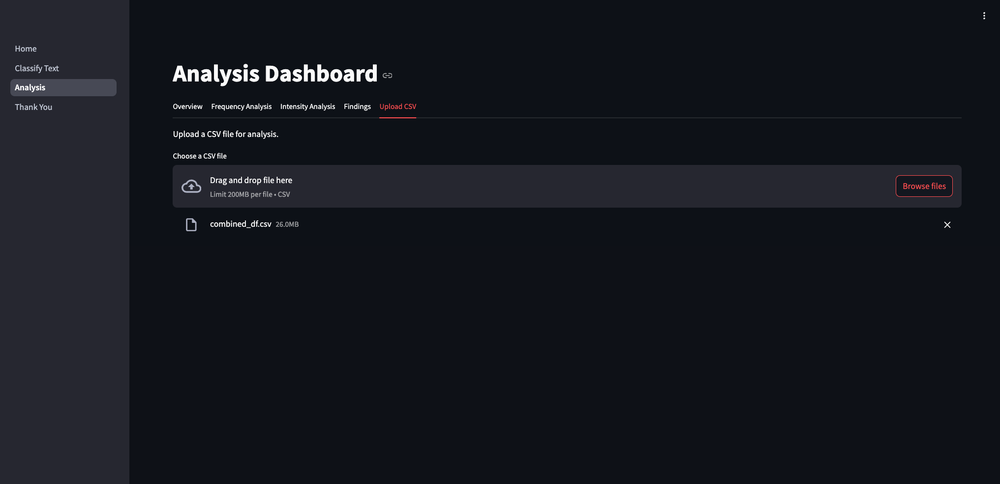 Home
Classify Text
Analysis
Thank You
Analysis Dashboard
Overview Frequency Analysis Intensity Analysis Findings Upload CSV
Upload a CSV file for analysis.
Choose a CSV file
Drag and drop file here
Limit 200MB per file • CSV
Browse files
combined_df.csv 26.0MB